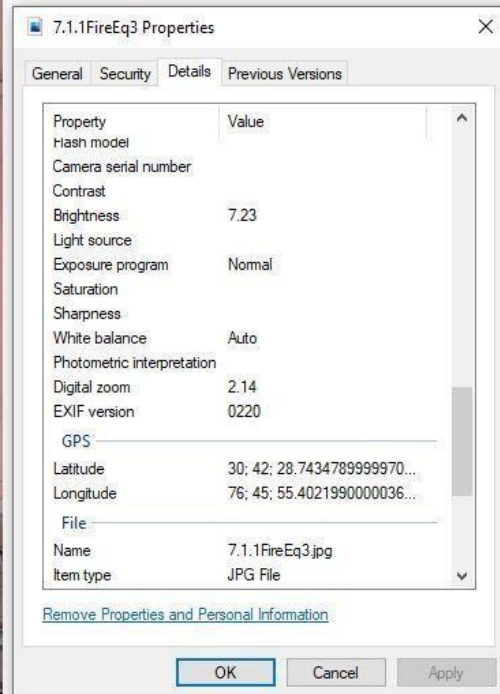 7.1.1FireEq3 Properties
General Security Details Previous Versions
Property Value
Flash model
Camera serial number
Contrast
Brightness 7.23
Light source
Exposure program Normal
Saturation
Sharpness
White balance Auto
Photometric interpretation
Digital zoom 2.14
EXIF version 0220
GPS
Latitude 30; 42; 28.7434789999970...
Longitude 76; 45; 55.4021990000036...
File
Name 7.1.1FireEq3.jpg
Item type JPG File
Remove Properties and Personal Information
OK Cancel Apply